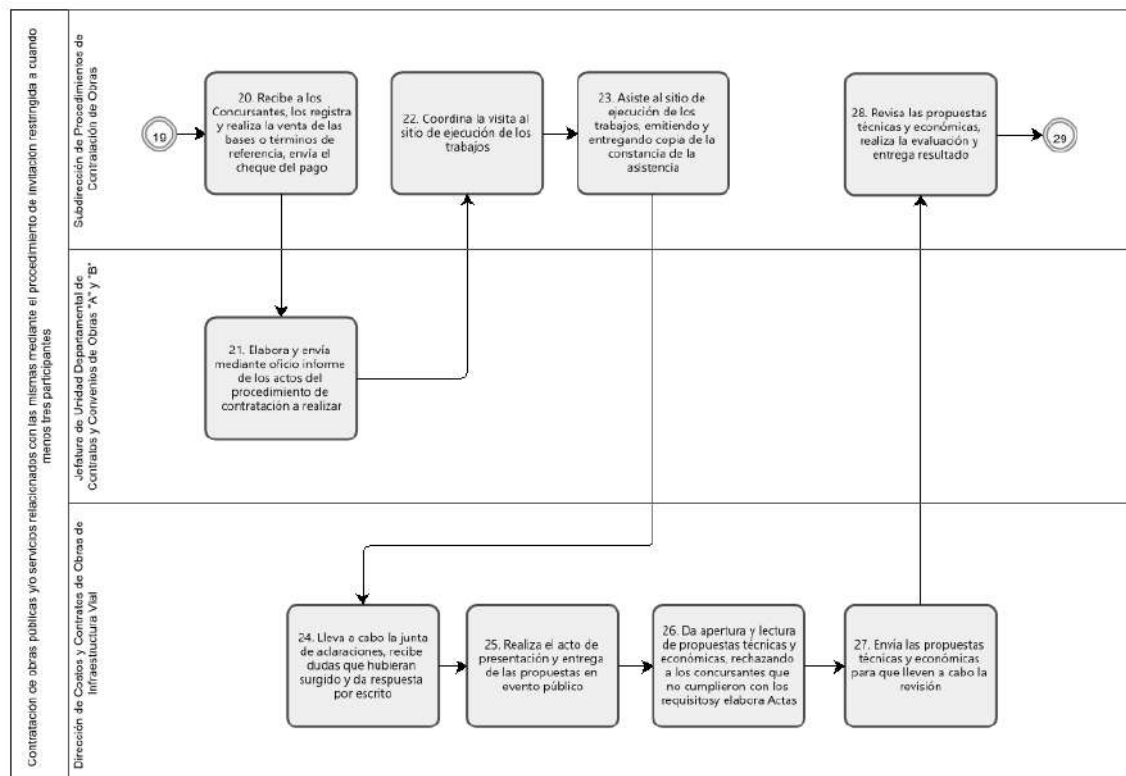 Contratación de obras públicas y/o servicios relacionados con las mismas mediante el procedimiento de invitación restringida a cuando
menos tres participantes
Subdirección de Procedimientos de
Contratación de Obras
19
20. Recibe a los
Concursantes, los registra
y realiza la venta de las
bases o términos de
referencia, envía el
cheque del pago
22. Coordina la visita al
sitio de ejecución de los
trabajos
23. Asiste al sitio de
ejecución de los
trabajos, emitiendo y
entregando copia de la
constancia de la
asistencia
28. Revisa las propuestas
técnicas y económicas,
realiza la evaluación y
entrega resultado
29
Jefatura de Unidad Departamental de
Contratos y Convenios de Obras "A" y "B"
21. Elabora y envía
mediante oficio informe
de los actos del
procedimiento de
contratación a realizar
Dirección de Costos y Contratos de Obras de
Infraestructura Vial
24. Lleva a cabo la junta
de aclaraciones, recibe
dudas que hubieran
surgido y da respuesta
por escrito
25. Realiza el acto de
presentación y entrega
de las propuestas en
evento público
26. Da apertura y lectura
de propuestas técnicas y
económicas, rechazando
a los concursantes que
no cumplieron con los
requisitosy elabora Actas
27. Envía las propuestas
técnicas y económicas
para que lleven a cabo la
revisión